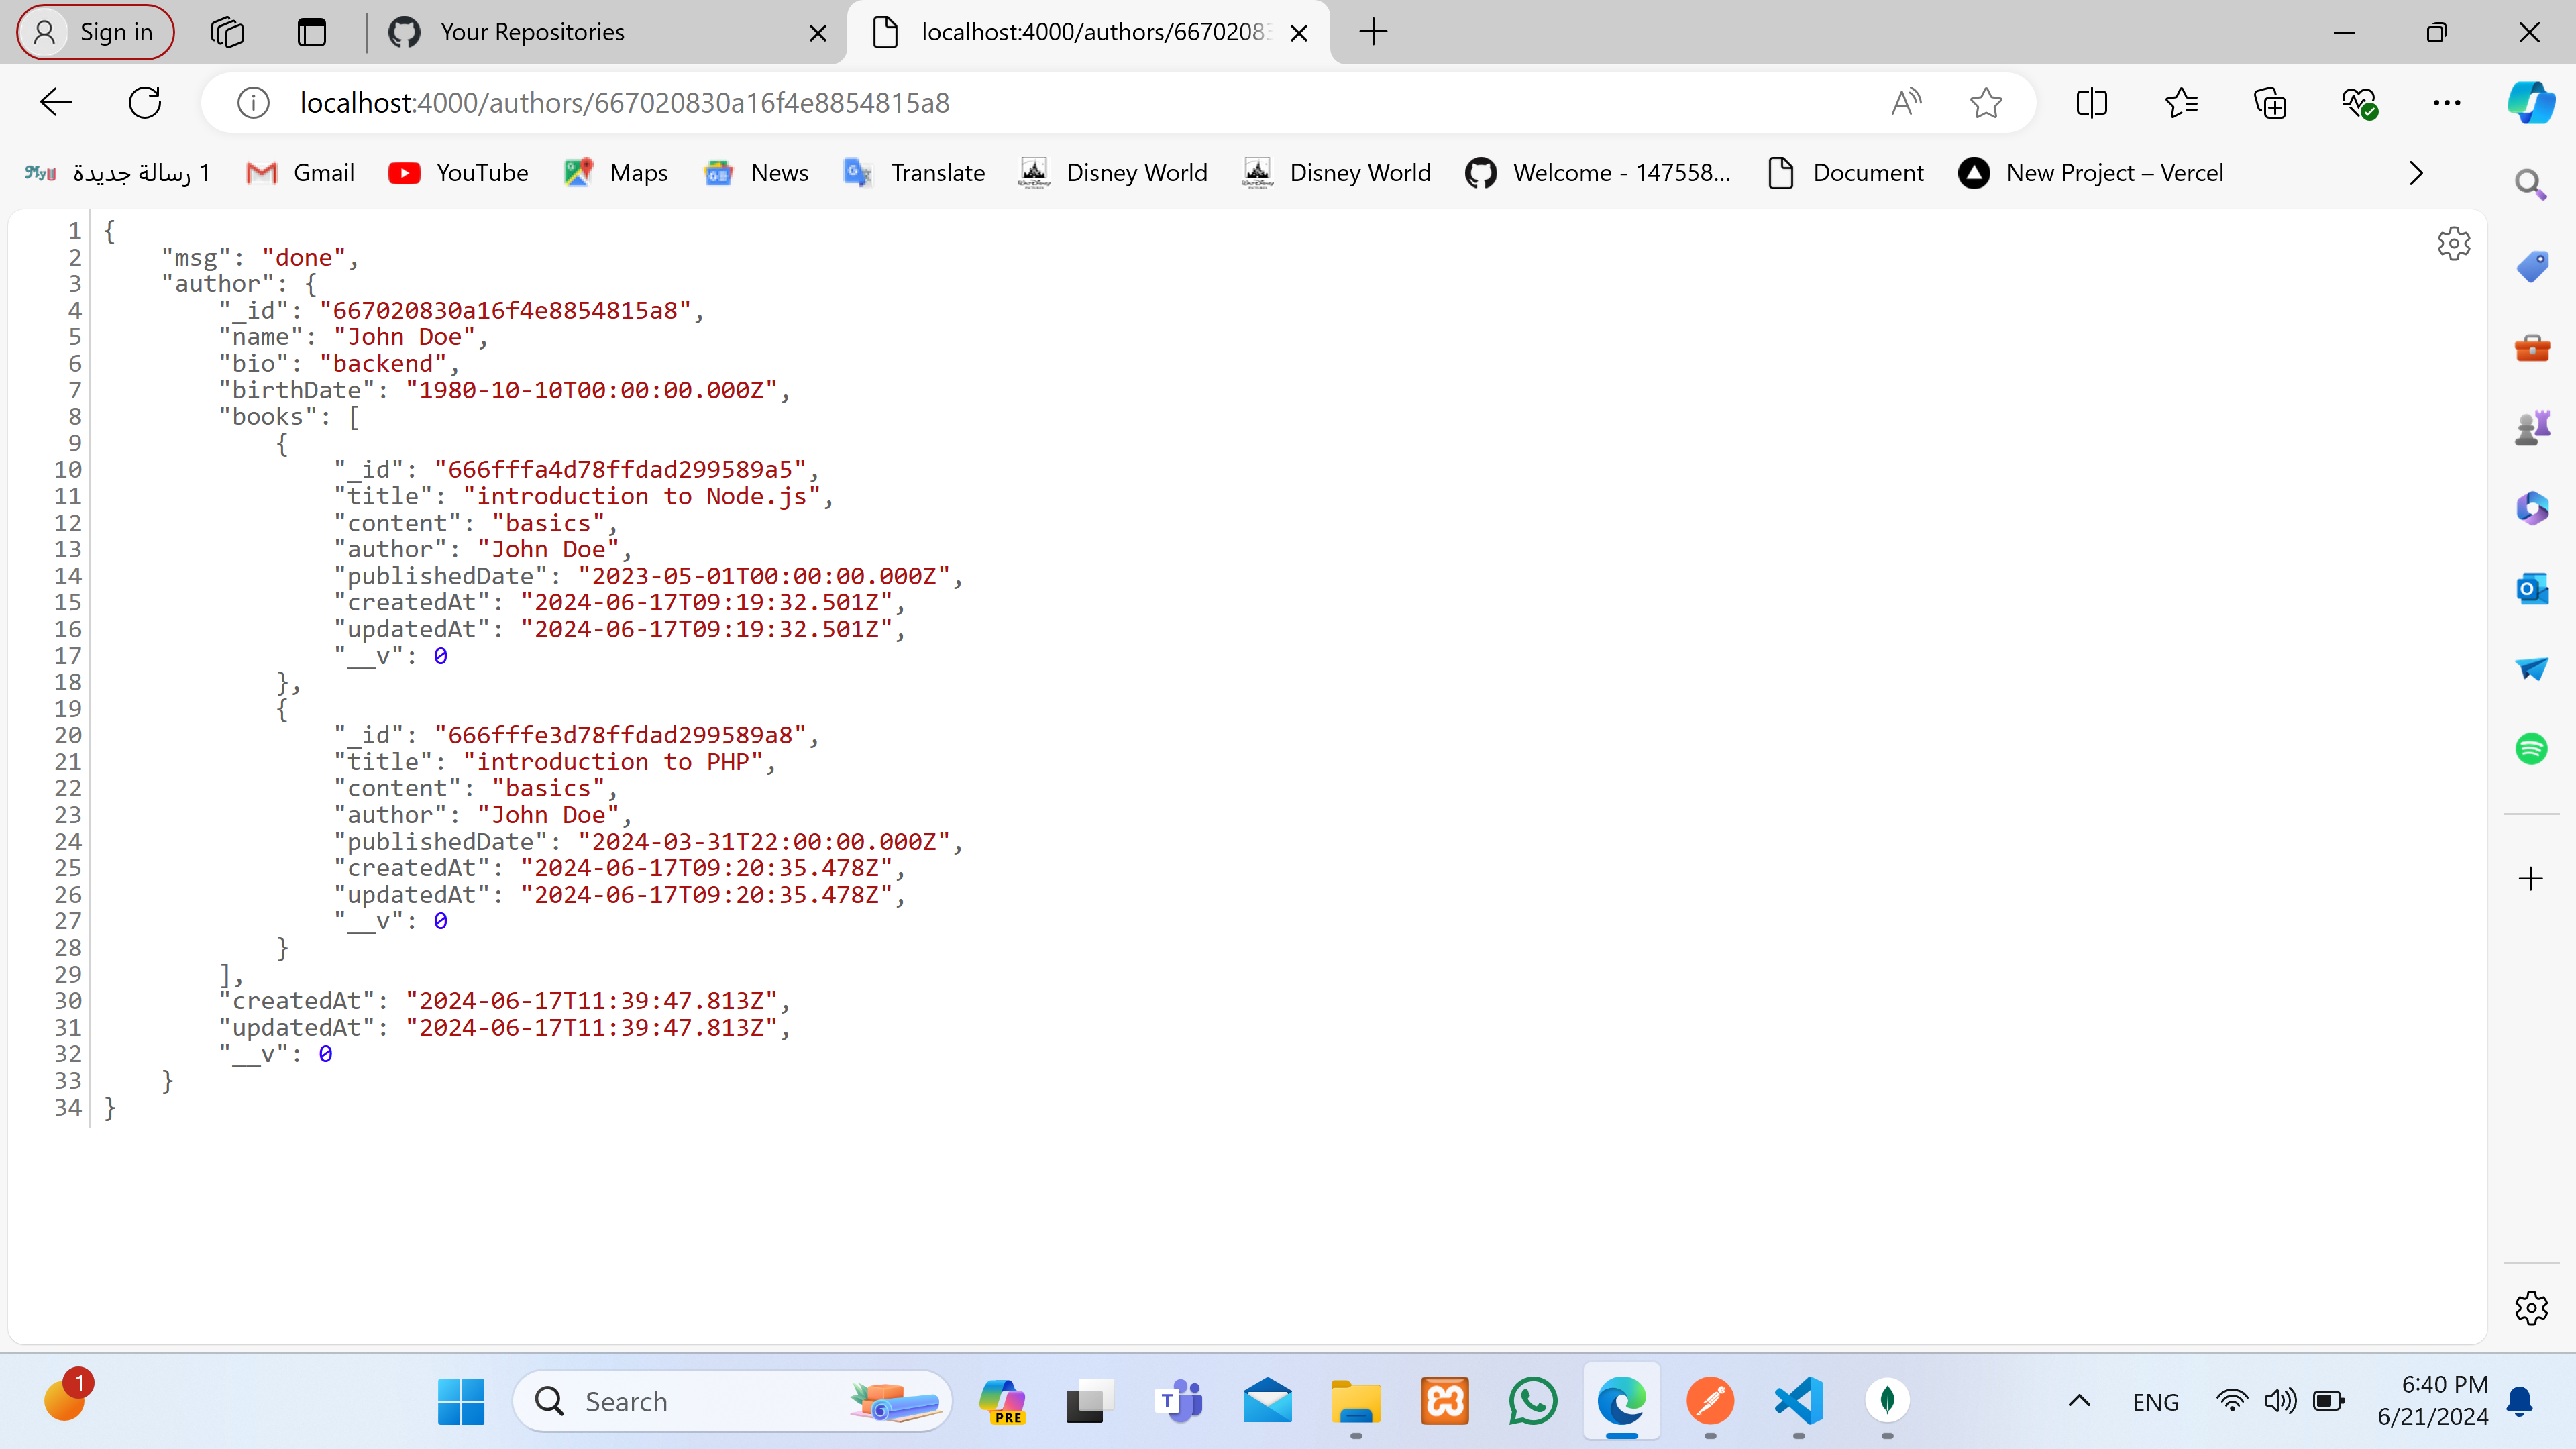 Sign in
Your Repositories
localhost:4000/authors/66702083
localhost:4000/authors/667020830a16f4e8854815a8
1 رسالة جديدة
Gmail
YouTube
Maps
News
Translate
Disney World
Disney World
Welcome - 147558...
Document
New Project – Vercel
1 {
2 "msg": "done",
3 "author": {
4 "_id": "667020830a16f4e8854815a8",
5 "name": "John Doe",
6 "bio": "backend",
7 "birthDate": "1980-10-10T00:00:00.000Z",
8 "books": [
9 {
10 "_id": "666fffa4d78ffdad299589a5",
11 "title": "introduction to Node.js",
12 "content": "basics",
13 "author": "John Doe",
14 "publishedDate": "2023-05-01T00:00:00.000Z",
15 "createdAt": "2024-06-17T09:19:32.501Z",
16 "updatedAt": "2024-06-17T09:19:32.501Z",
17 "__v": 0
18 },
19 {
20 "_id": "666fffe3d78ffdad299589a8",
21 "title": "introduction to PHP",
22 "content": "basics",
23 "author": "John Doe",
24 "publishedDate": "2024-03-31T22:00:00.000Z",
25 "createdAt": "2024-06-17T09:20:35.478Z",
26 "updatedAt": "2024-06-17T09:20:35.478Z",
27 "__v": 0
28 }
29 ],
30 "createdAt": "2024-06-17T11:39:47.813Z",
31 "updatedAt": "2024-06-17T11:39:47.813Z",
32 "__v": 0
33 }
34 }
1
Search
PRE
ENG
6:40 PM
6/21/2024